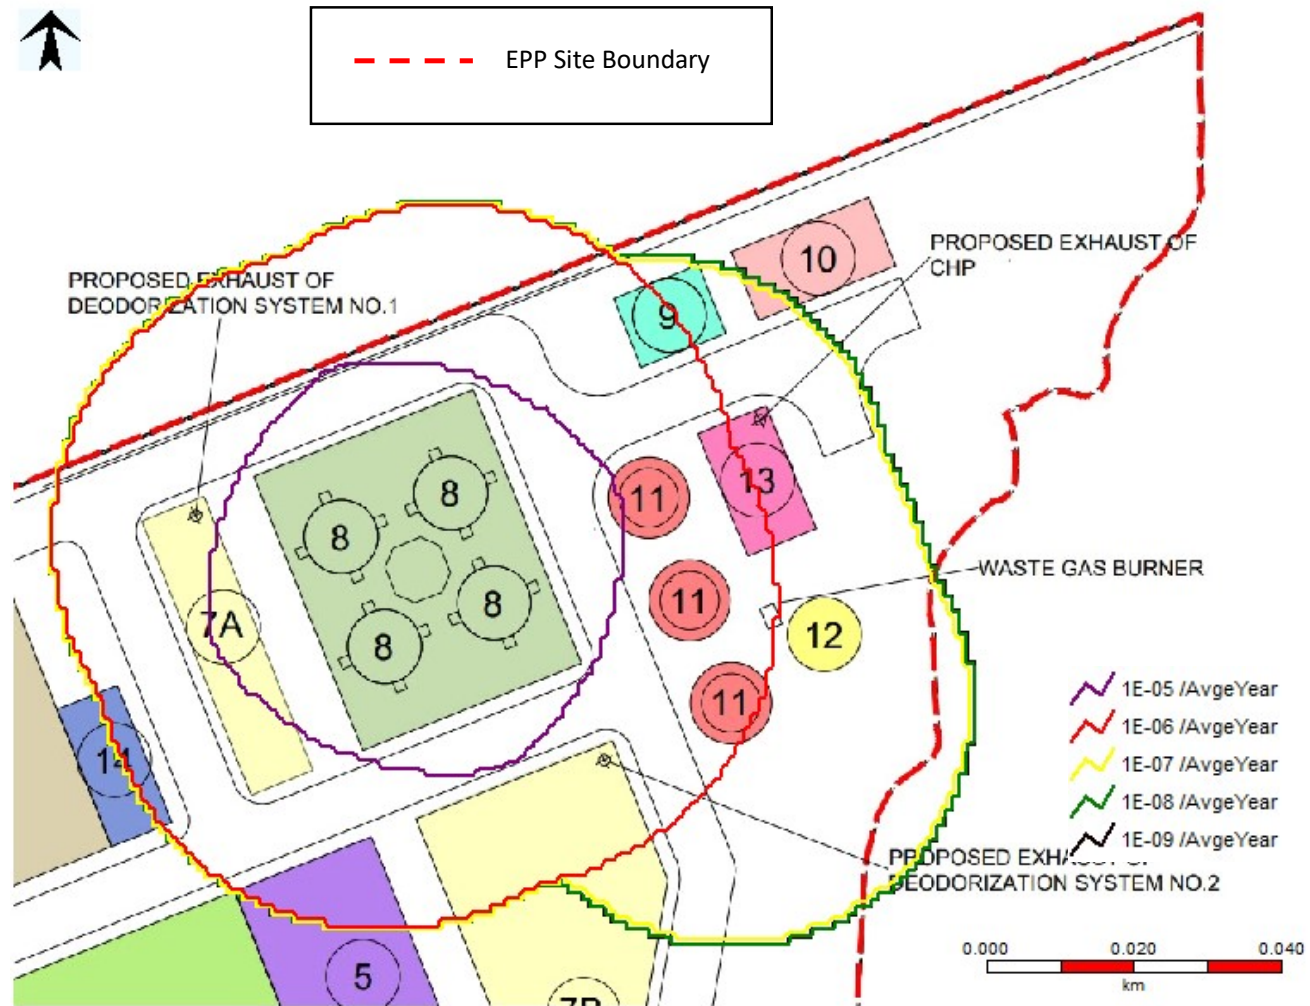 EPP Site Boundary
PROPOSED EXHAUST OF
CHP
PROPOSED EXHAUST OF
DEODORIZATION SYSTEM NO.1
10
9
8
8
11
13
8
8
7A
11
WASTE GAS BURNER
12
11
14
1E-05 /AvgeYear
1E-06 /AvgeYear
1E-07 /AvgeYear
1E-08 /AvgeYear
1E-09 /AvgeYear
PROPOSED
DEODORIZATION SYSTEM NO.2
5
7B
0.000 0.020 0.040
km